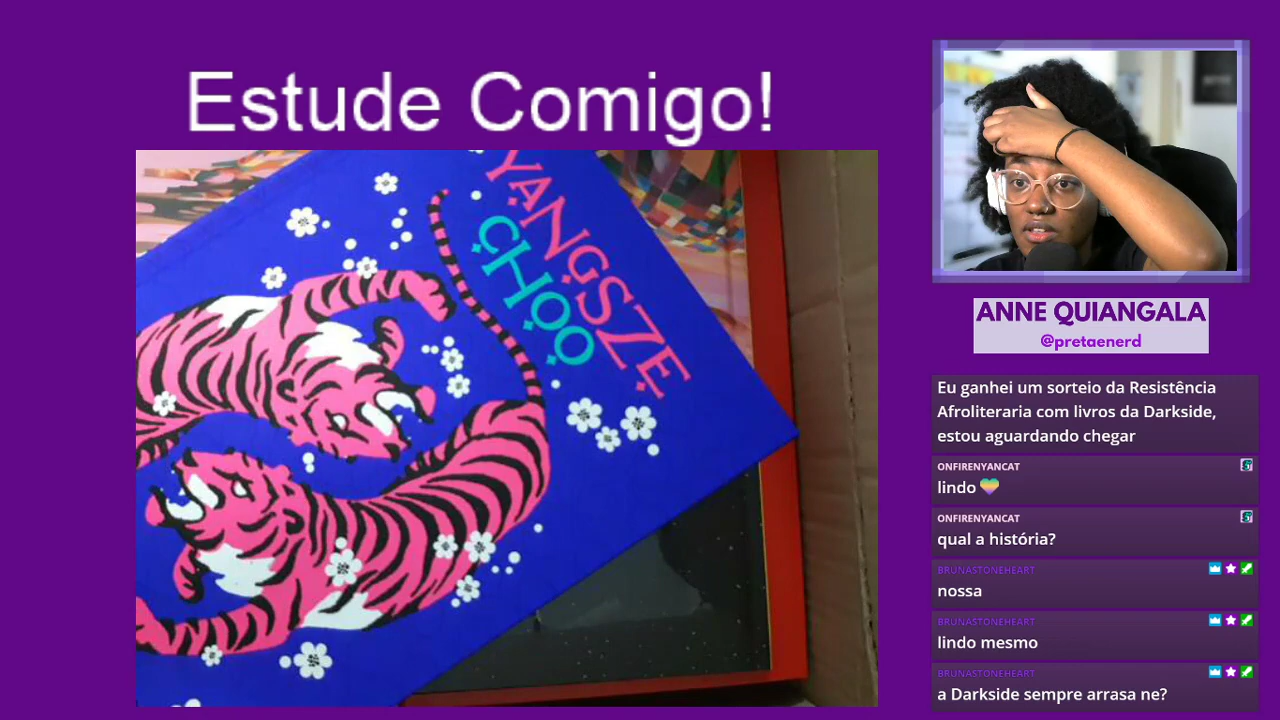 Estude Comigo!
YANGSZE
CHOO
ANNE QUIANGALA
@pretaenerd
Eu ganhei um sorteio da Resistência
Afroliteraria com livros da Darkside,
estou aguardando chegar
ONFIRENYANCAT
lindo
ONFIRENYANCAT
qual a história?
BRUNASTONEHEART
nossa
BRUNASTONEHEART
lindo mesmo
BRUNASTONEHEART
a Darkside sempre arrasa ne?